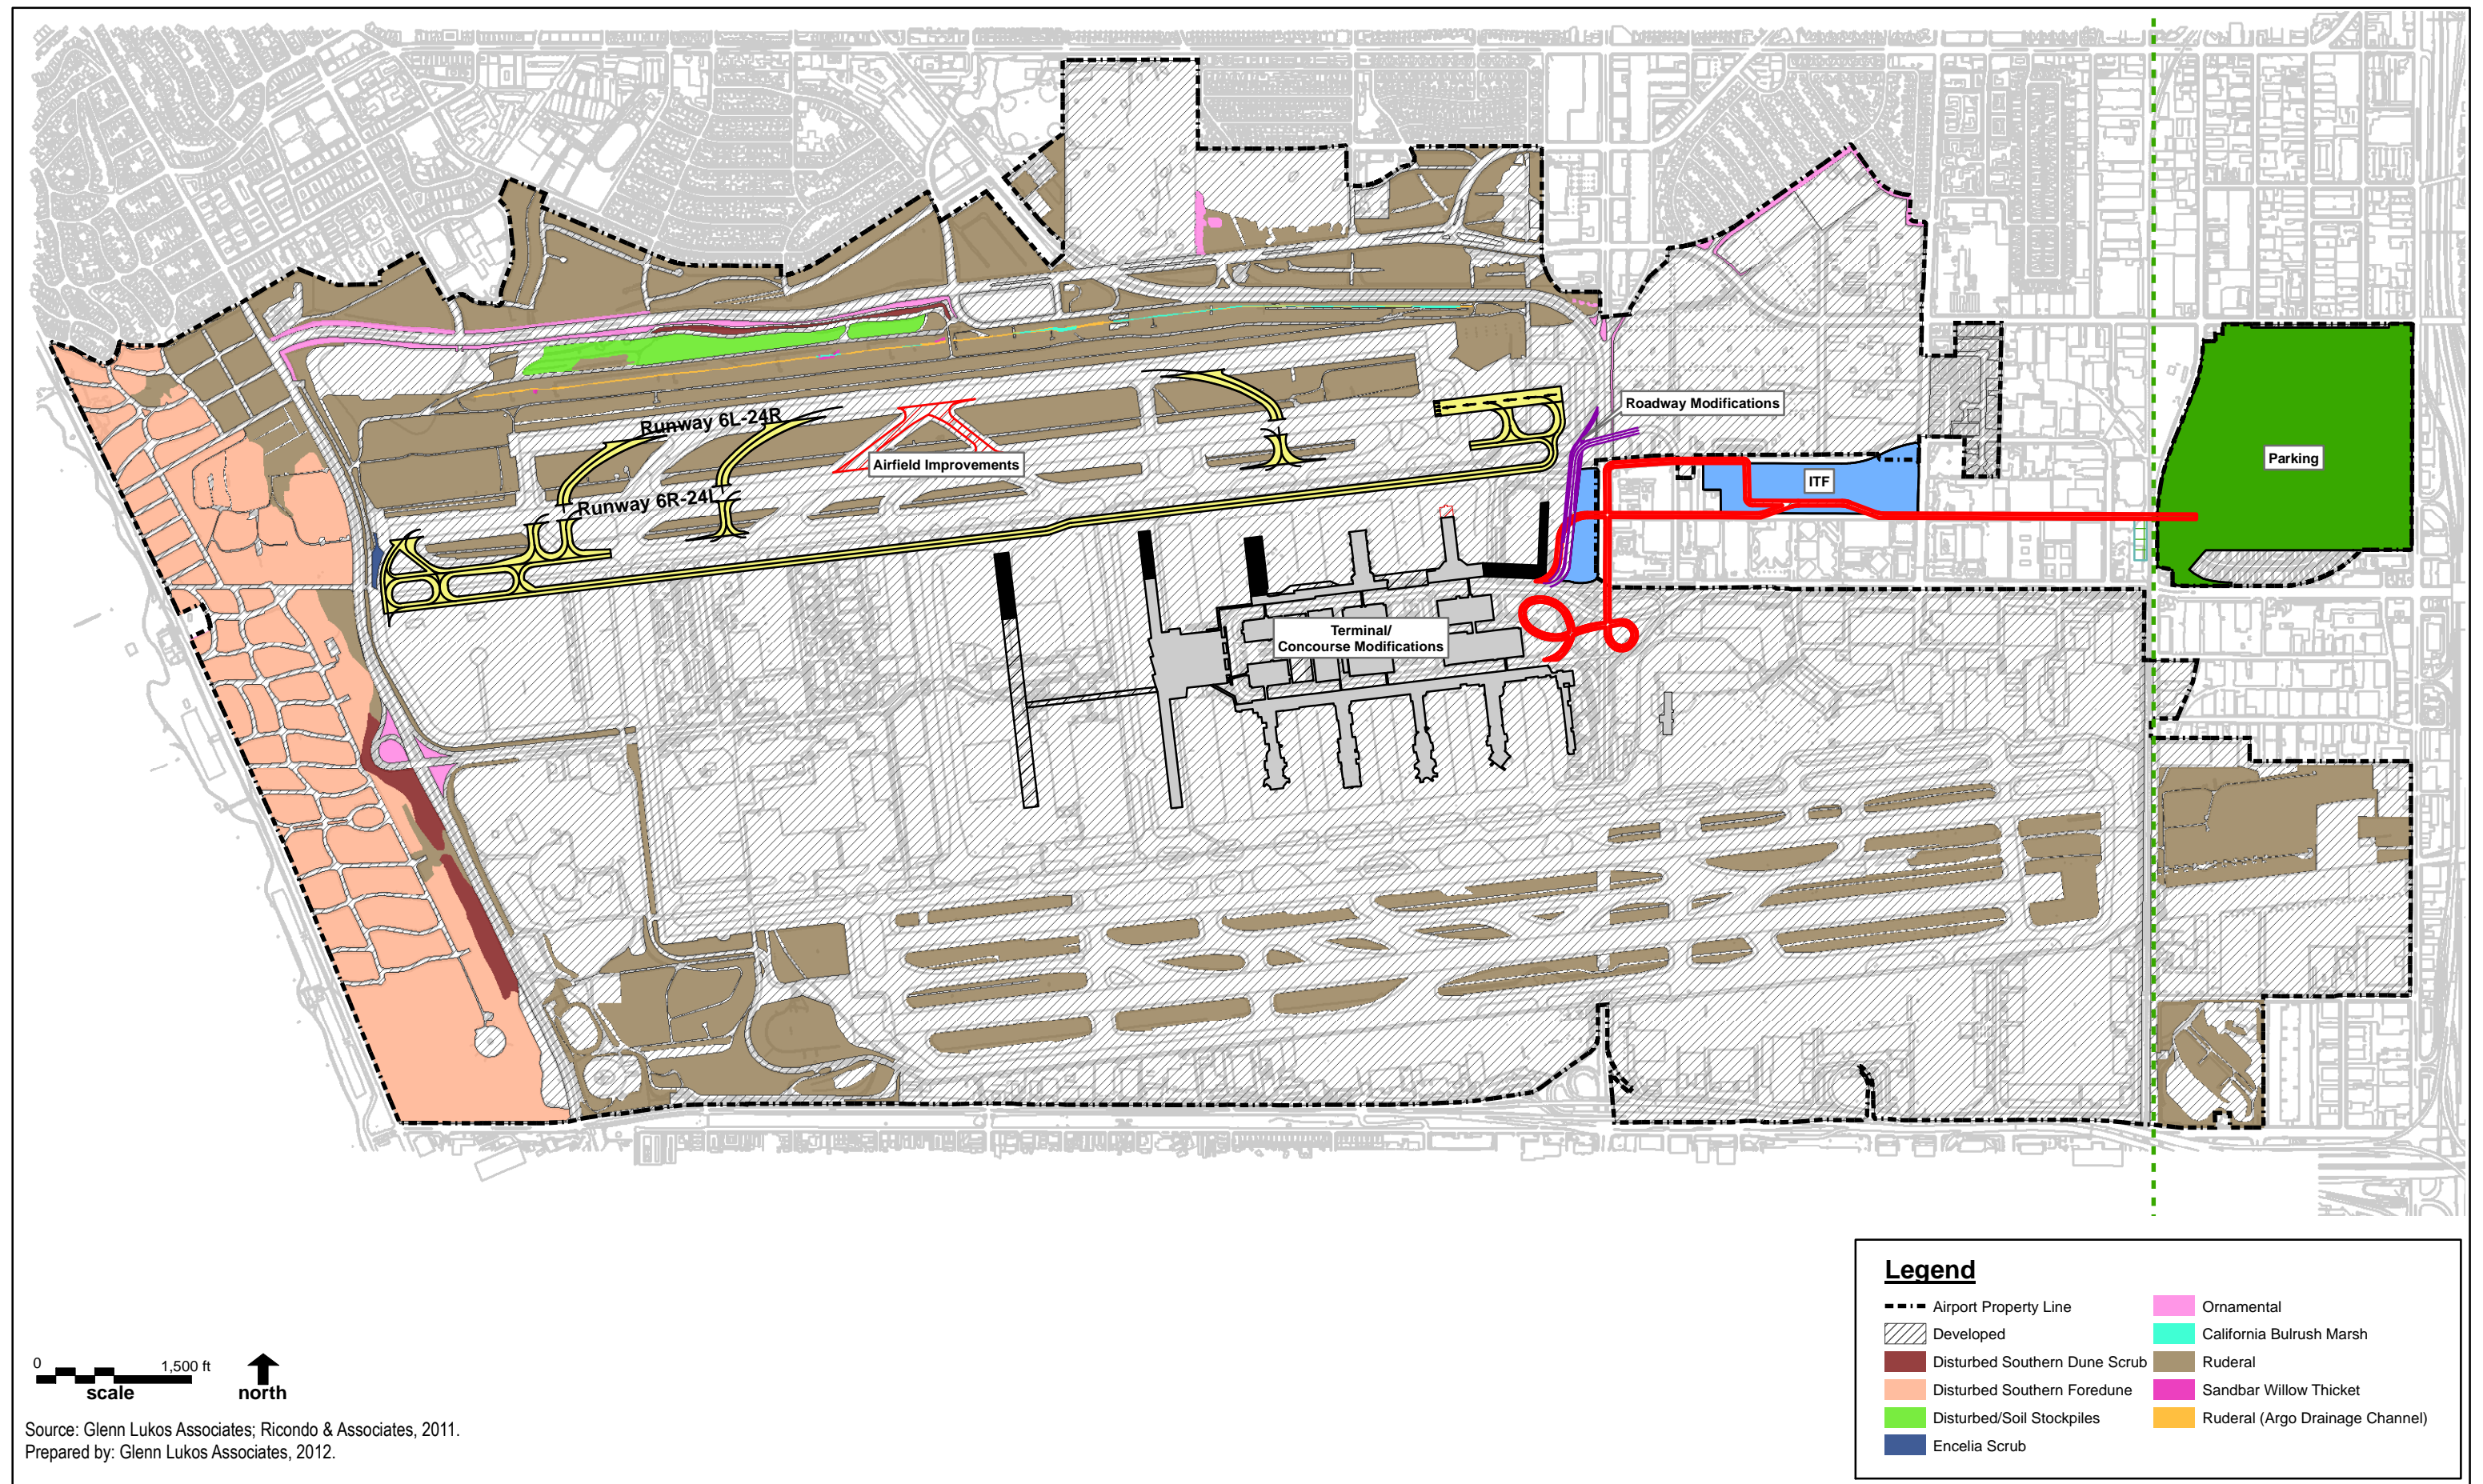 Roadway Modifications
Runway 6L-24R
Airfield Improvements
Parking
ITF
Runway 6R-24L
Terminal/
Concourse Modifications
Legend
Airport Property Line
Developed
Disturbed Southern Dune Scrub
Disturbed Southern Foredune
Disturbed/Soil Stockpiles
Encelia Scrub
Ornamental
California Bulrush Marsh
Ruderal
Sandbar Willow Thicket
Ruderal (Argo Drainage Channel)
0 1,500 ft
scale
north
Source: Glenn Lukos Associates; Ricondo & Associates, 2011.
Prepared by: Glenn Lukos Associates, 2012.